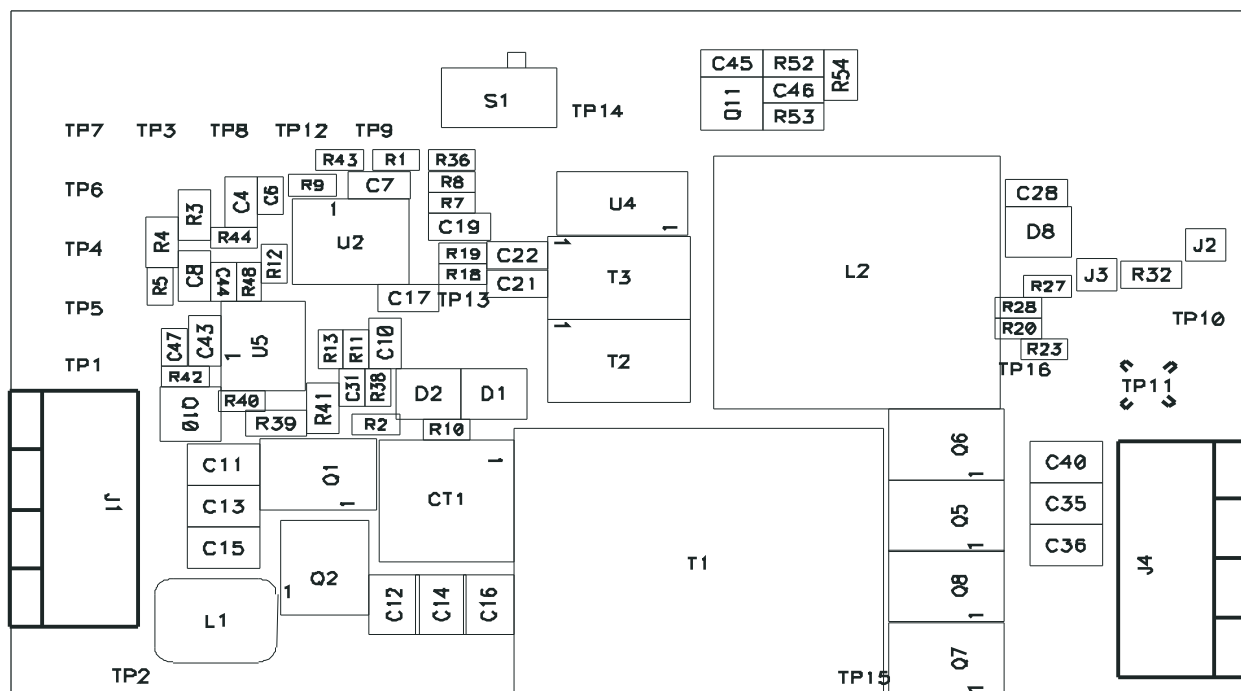 C45
R52
R54
S1
C46
Q11
TP14
R53
TP7
TP3
TP8
TP12
TP9
R43
R1
R36
TP6
R9
C7
R8
C6
C4
R7
C28
R3
1
U4
1
C19
R4
R44
U2
D8
TP4
1
R19
C22
J2
R12
L2
T3
J3
R32
C8
C44
R48
R18
C21
R5
R27
C17
TP13
R28
TP5
TP10
1
R20
C47
C43
1
U5
R13
R11
C10
R23
TP1
T2
TP16
R42
C31
R38
TP11
D2
D1
R40
R41
Q10
R39
R2
R10
Q6
1
C11
Q1
1
C40
1
CT1
J1
C13
C35
Q5
1
C15
C36
T1
J4
Q2
1
C12
C14
C16
Q8
1
L1
Q7
1
TP2
TP15